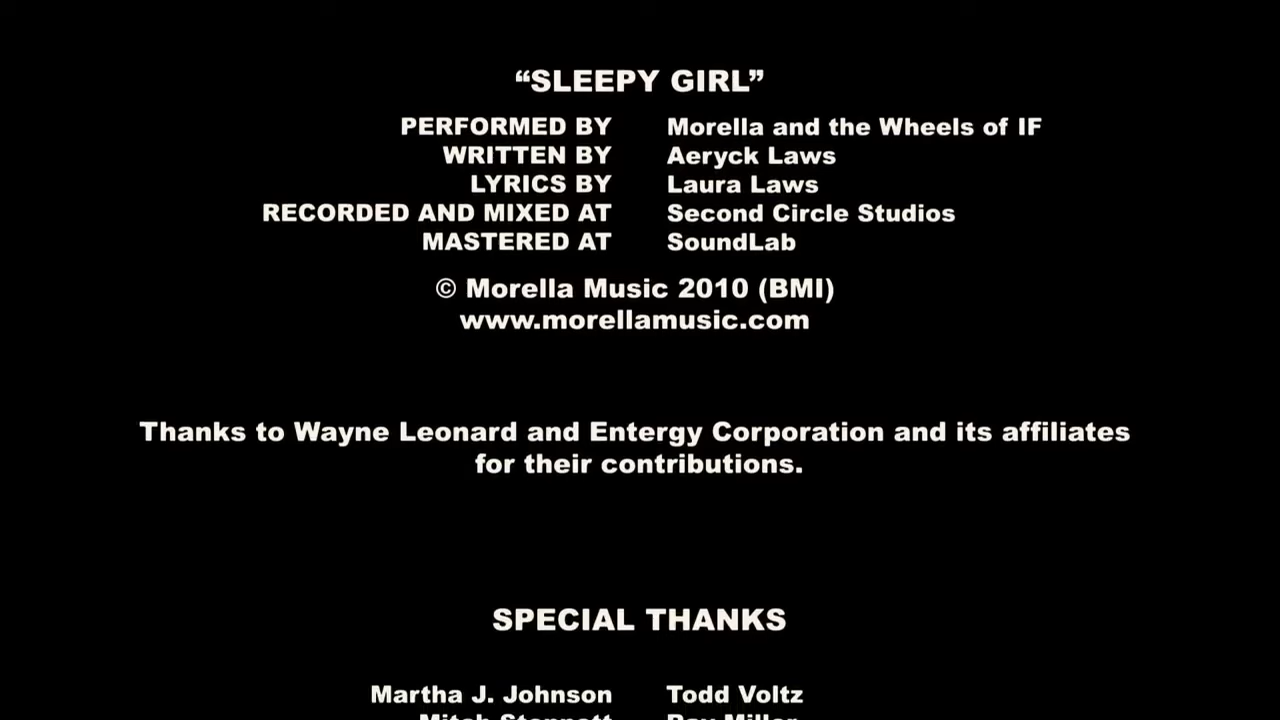 “SLEEPY GIRL”
PERFORMED BY Morella and the Wheels of IF
WRITTEN BY Aeryck Laws
LYRICS BY Laura Laws
RECORDED AND MIXED AT Second Circle Studios
MASTERED AT SoundLab
© Morella Music 2010 (BMI)
www.morellamusic.com
Thanks to Wayne Leonard and Entergy Corporation and its affiliates
for their contributions.
SPECIAL THANKS
Martha J. Johnson Todd Voltz